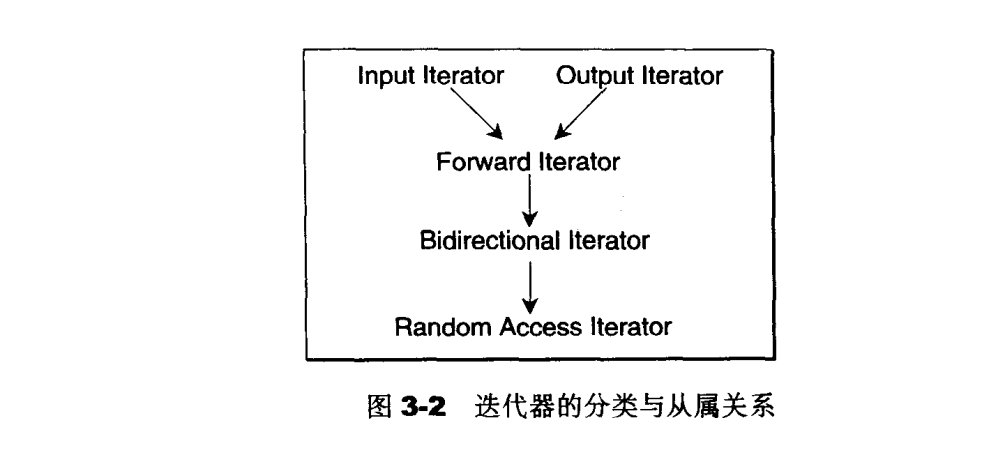 Input Iterator Output Iterator
Forward Iterator
Bidirectional Iterator
Random Access Iterator
图 3-2 迭代器的分类与从属关系